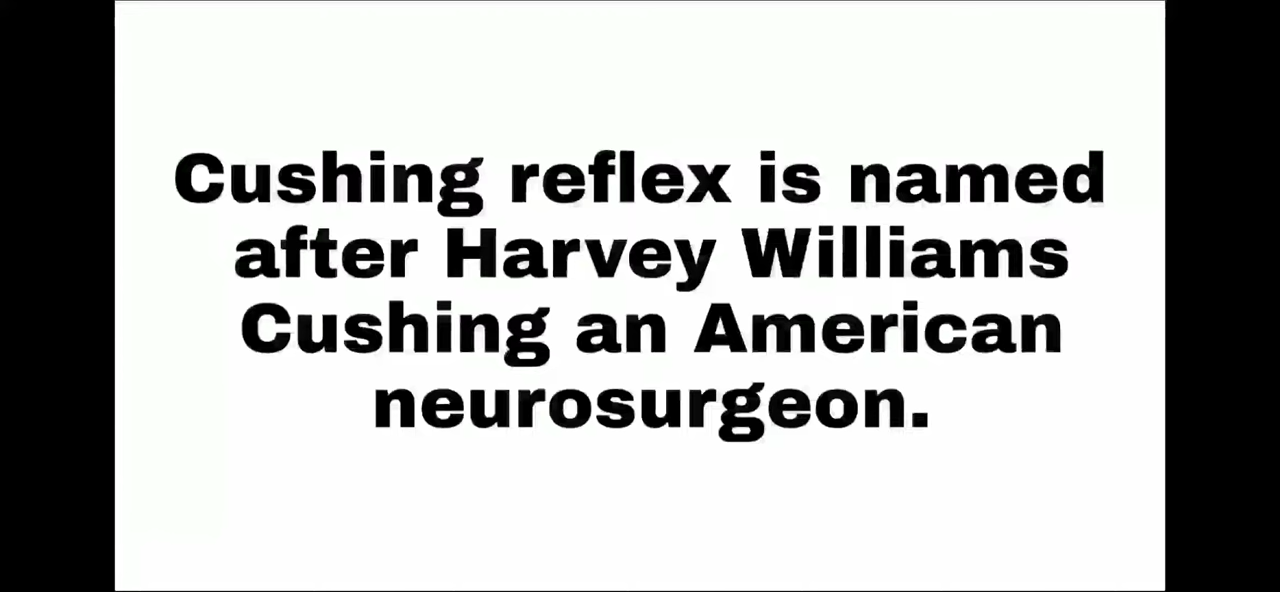 Cushing reflex is named
after Harvey Williams
Cushing an American
neurosurgeon.